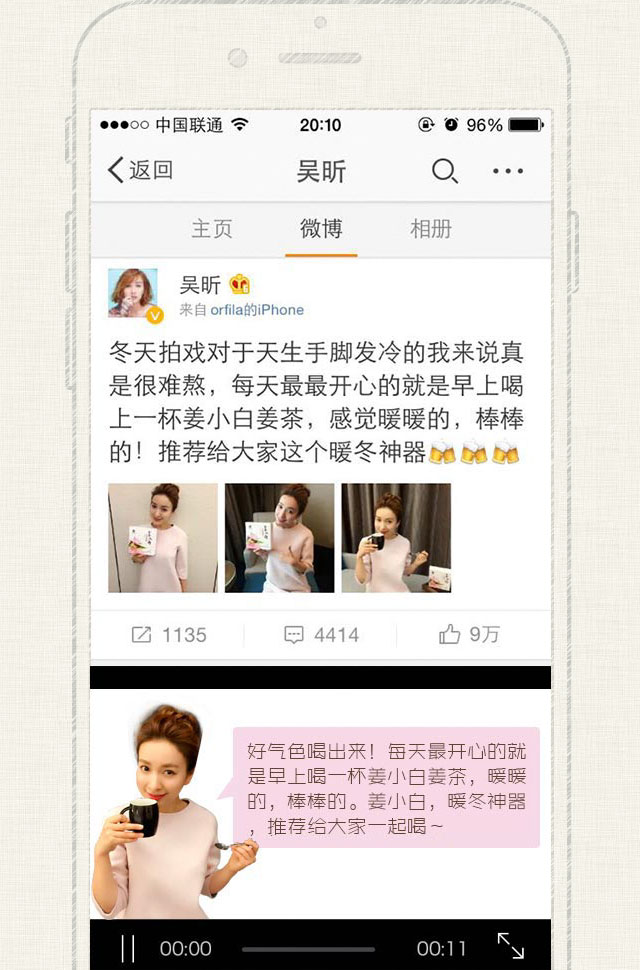 中国联通 20:10 96%
返回 吴昕
主页 微博 相册
吴昕
来自 orfila的iPhone
冬天拍戏对于天生手脚发冷的我来说真
是很难熬，每天最最开心的就是早上喝
上一杯姜小白姜茶，感觉暖暖的，棒棒
的！推荐给大家这个暖冬神器
1135 4414 9万
好气色喝出来！每天最开心的就
是早上喝一杯姜小白姜茶，暖暖
的，棒棒的。姜小白，暖冬神器
，推荐给大家一起喝～
00:00 00:11